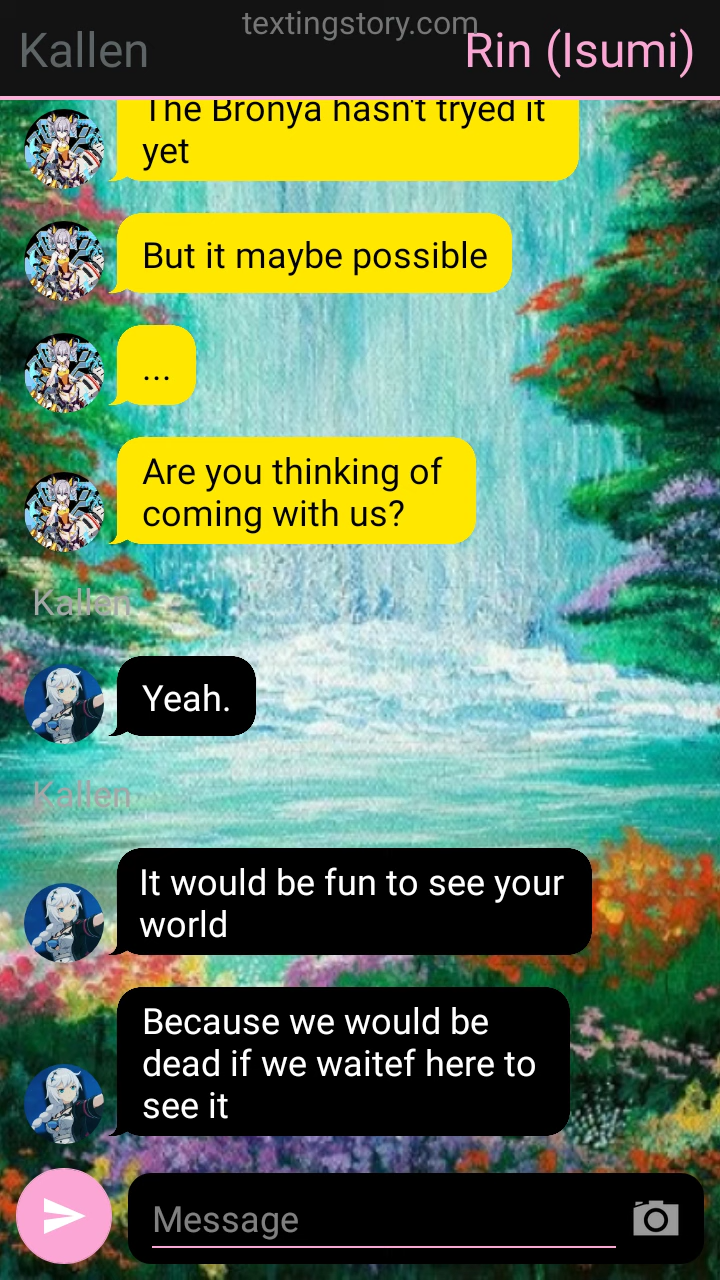 textingstory.com
Kallen
Rin (Isumi)
The Bronya hasn't tryed it
yet
But it maybe possible
...
Are you thinking of
coming with us?
Kallen
Yeah.
Kallen
It would be fun to see your
world
Because we would be
dead if we waitef here to
see it
Message